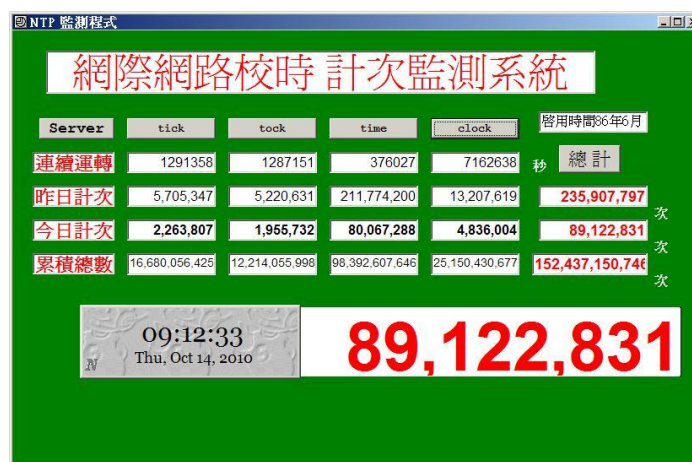 NTP 監測程式
網際網路校時 計次監測系統
啓用時間86年6月
Server tick tock time clock
連續運轉 1291358 1287151 376027 7162638 秒 總計
昨日計次 5,705,347 5,220,631 211,774,200 13,207,619 235,907,797 次
今日計次 2,263,807 1,955,732 80,067,288 4,836,004 89,122,831 次
累積總數 16,680,056,425 12,214,055,998 98,392,607,646 25,150,430,677 152,437,150,746 次
09:12:33
Thu, Oct 14, 2010
N
89,122,831